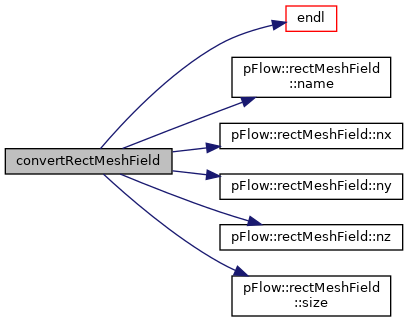 endl
pFlow::rectMeshField
::name
convertRectMeshField
pFlow::rectMeshField::nx
pFlow::rectMeshField::ny
pFlow::rectMeshField::nz
pFlow::rectMeshField
::size